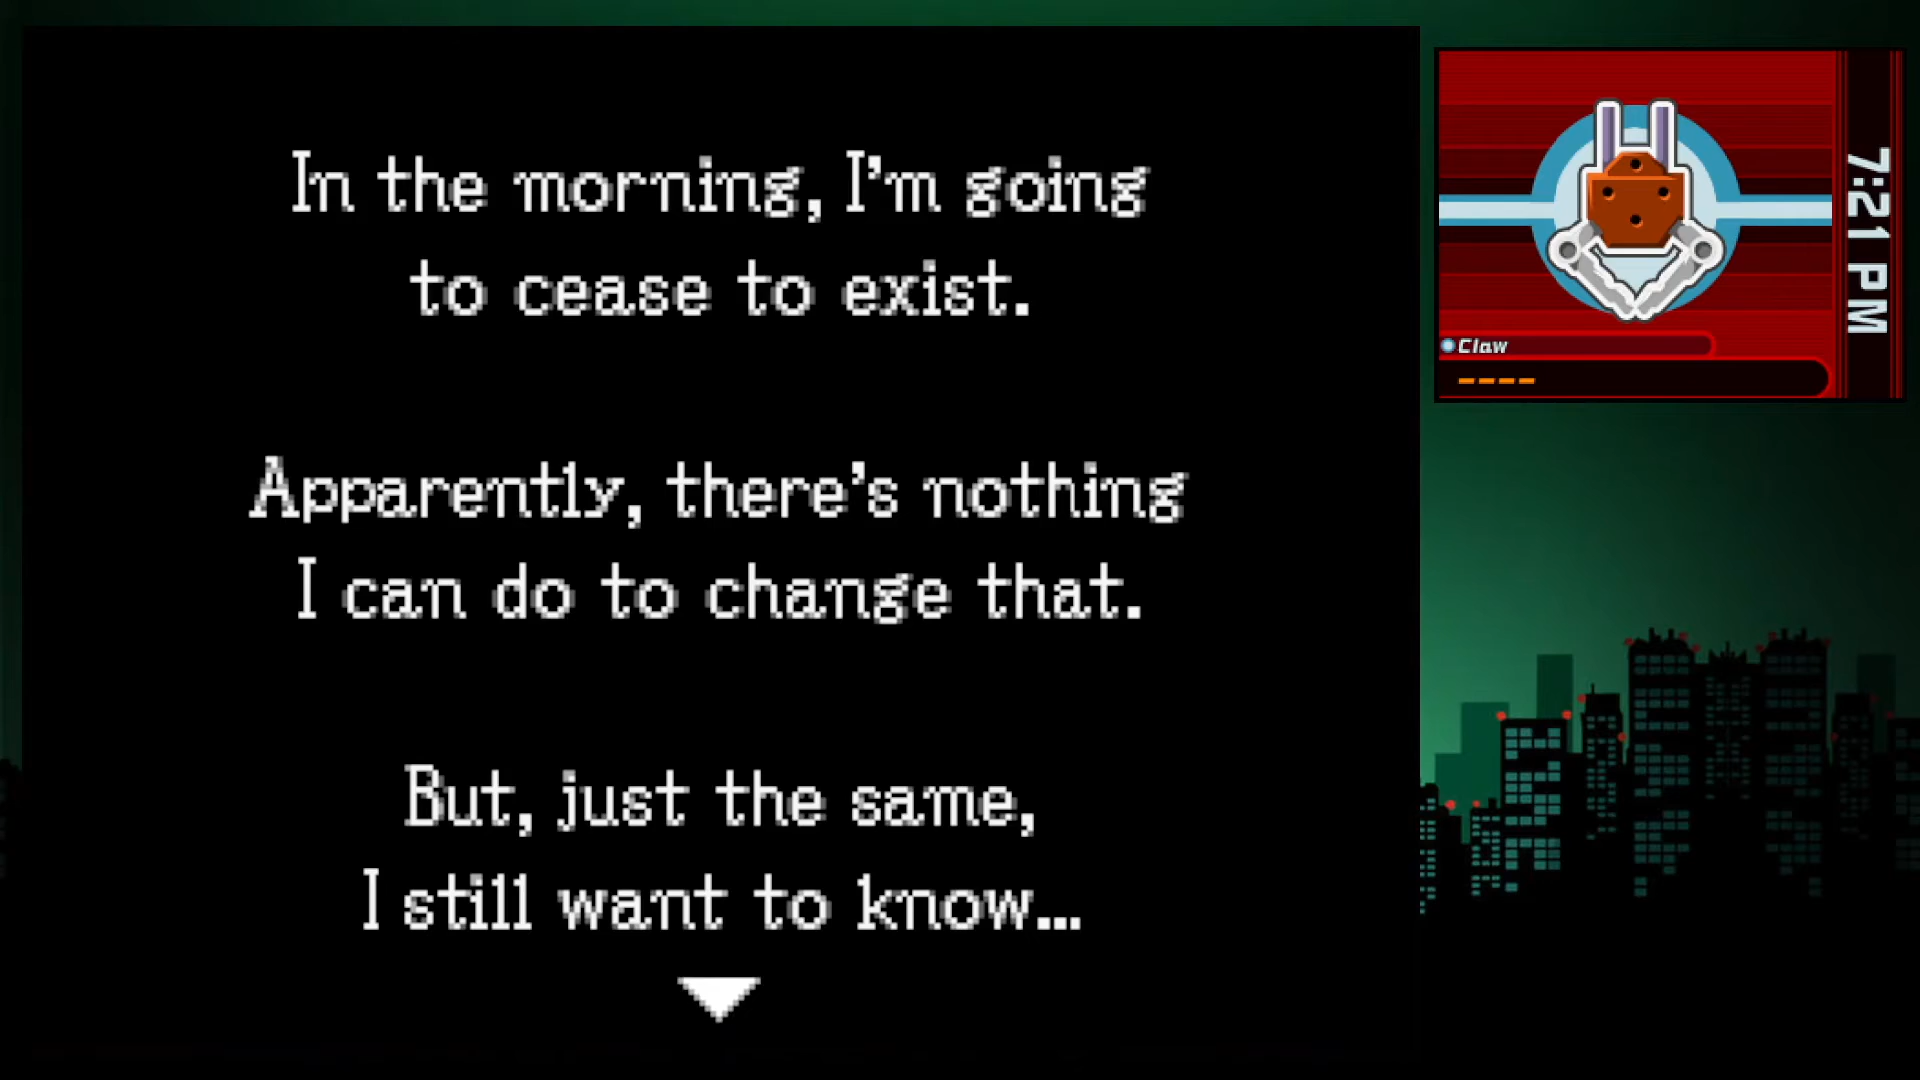 In the morning, I'm going
to cease to exist.
Apparently, there's nothing
I can do to change that.
But, just the same,
I still want to know...
7:21 PM
Claw
----